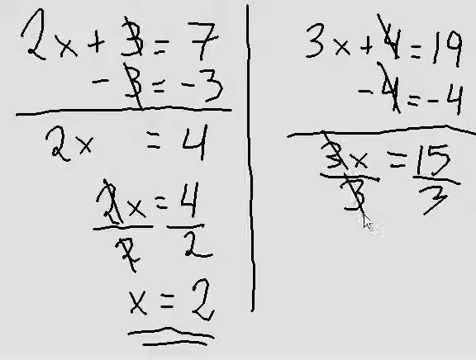 2x + 3 = 7
- 3 = -3
2x = 4
2x = 4
2 2
x = 2
3x + 4 = 19
- 4 = -4
3x = 15
3 3